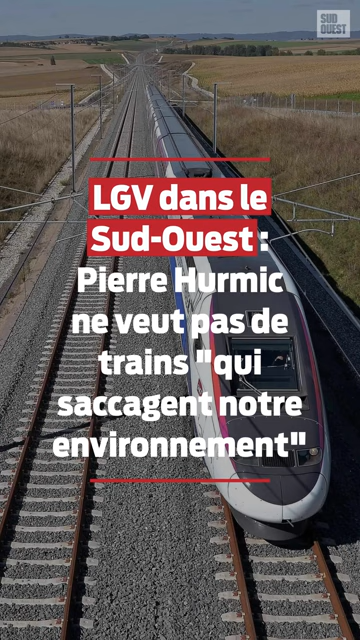 SUD
OUEST
LGV dans le
Sud-Ouest :
Pierre Hurmic
ne veut pas de
trains "qui
saccagent notre
environnement"